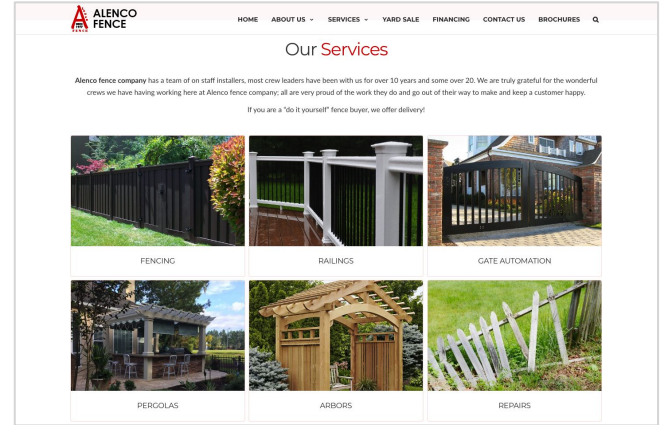 ALENCO
FENCE
FENCE
HOME ABOUT US SERVICES YARD SALE FINANCING CONTACT US BROCHURES
Our Services
Alenco fence company has a team of on staff installers, most crew leaders have been with us for over 10 years and some over 20. We are truly grateful for the wonderful
crews we have having working here at Alenco fence company; all are very proud of the work they do and go out of their way to make and keep a customer happy.
If you are a "do it yourself" fence buyer, we offer delivery!
FENCING RAILINGS GATE AUTOMATION
PERGOLAS ARBORS REPAIRS